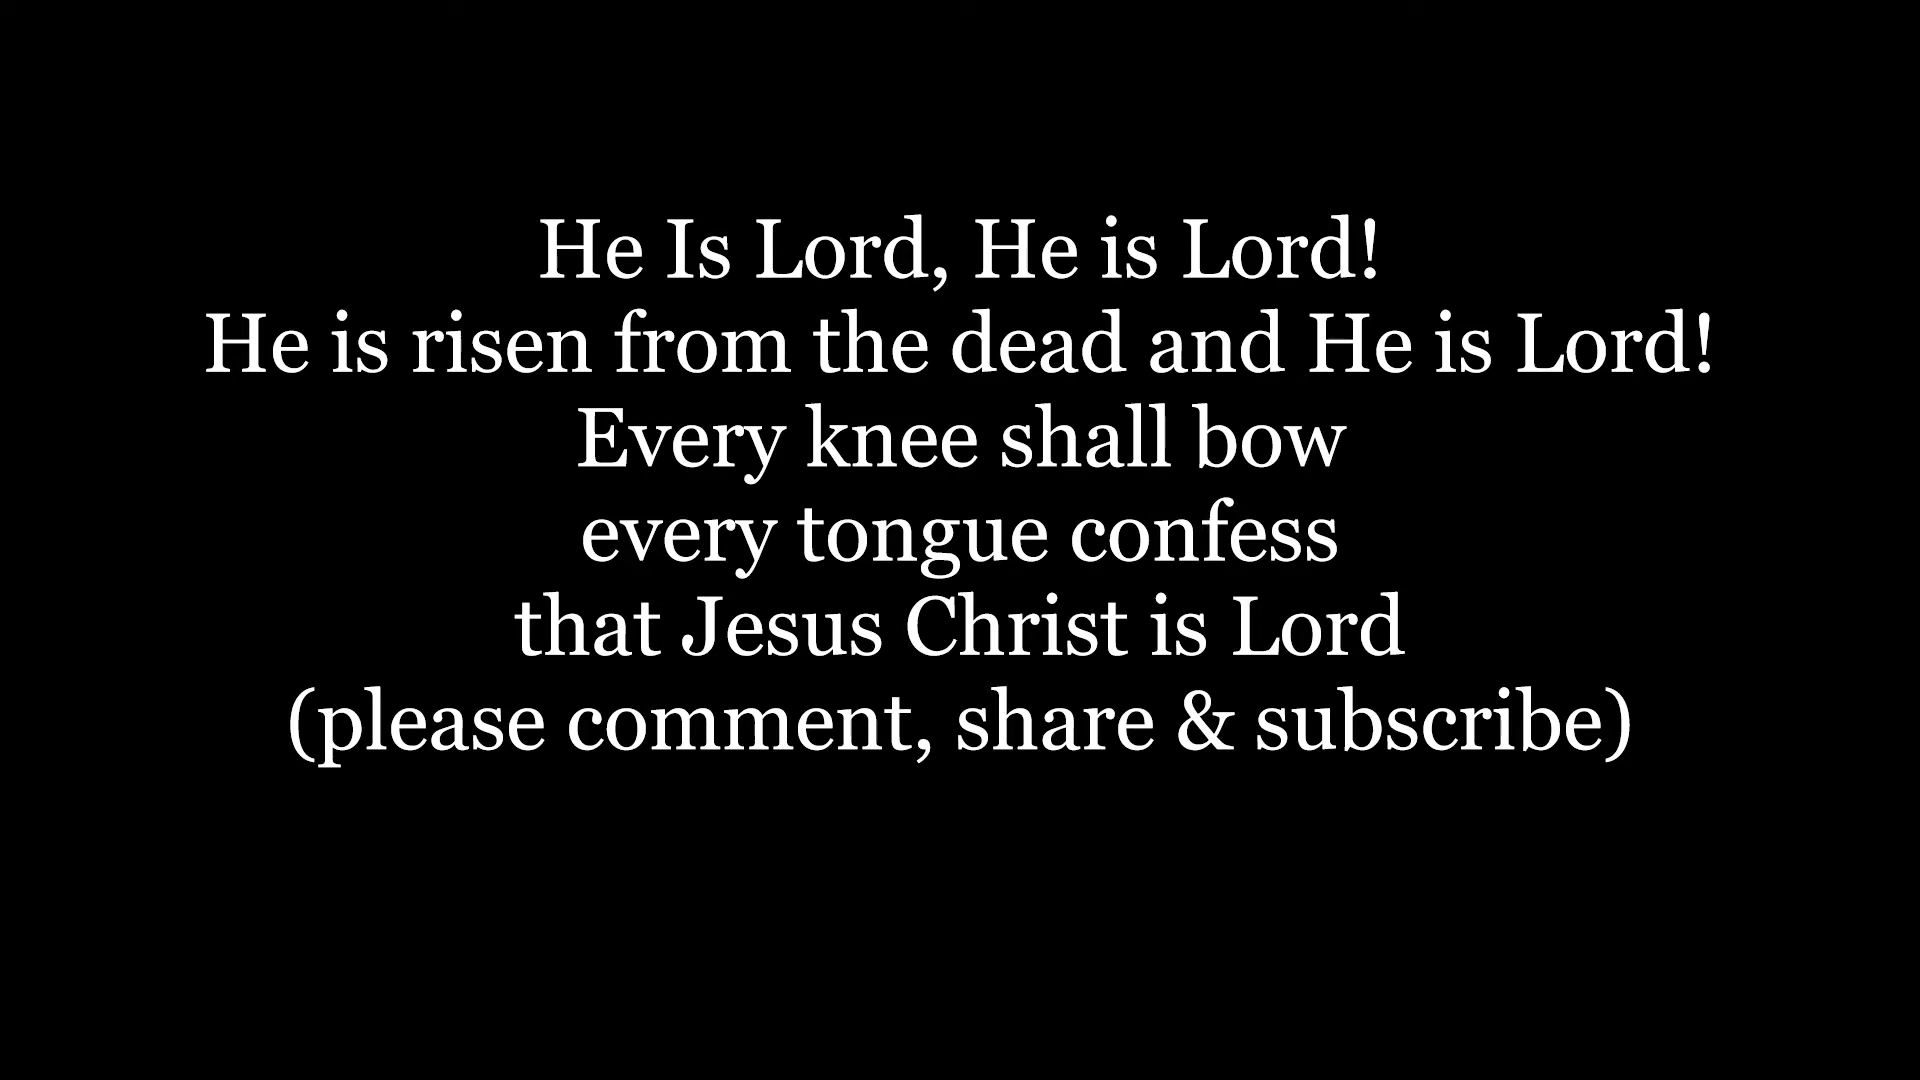 He Is Lord, He is Lord!
He is risen from the dead and He is Lord!
Every knee shall bow
every tongue confess
that Jesus Christ is Lord
(please comment, share & subscribe)